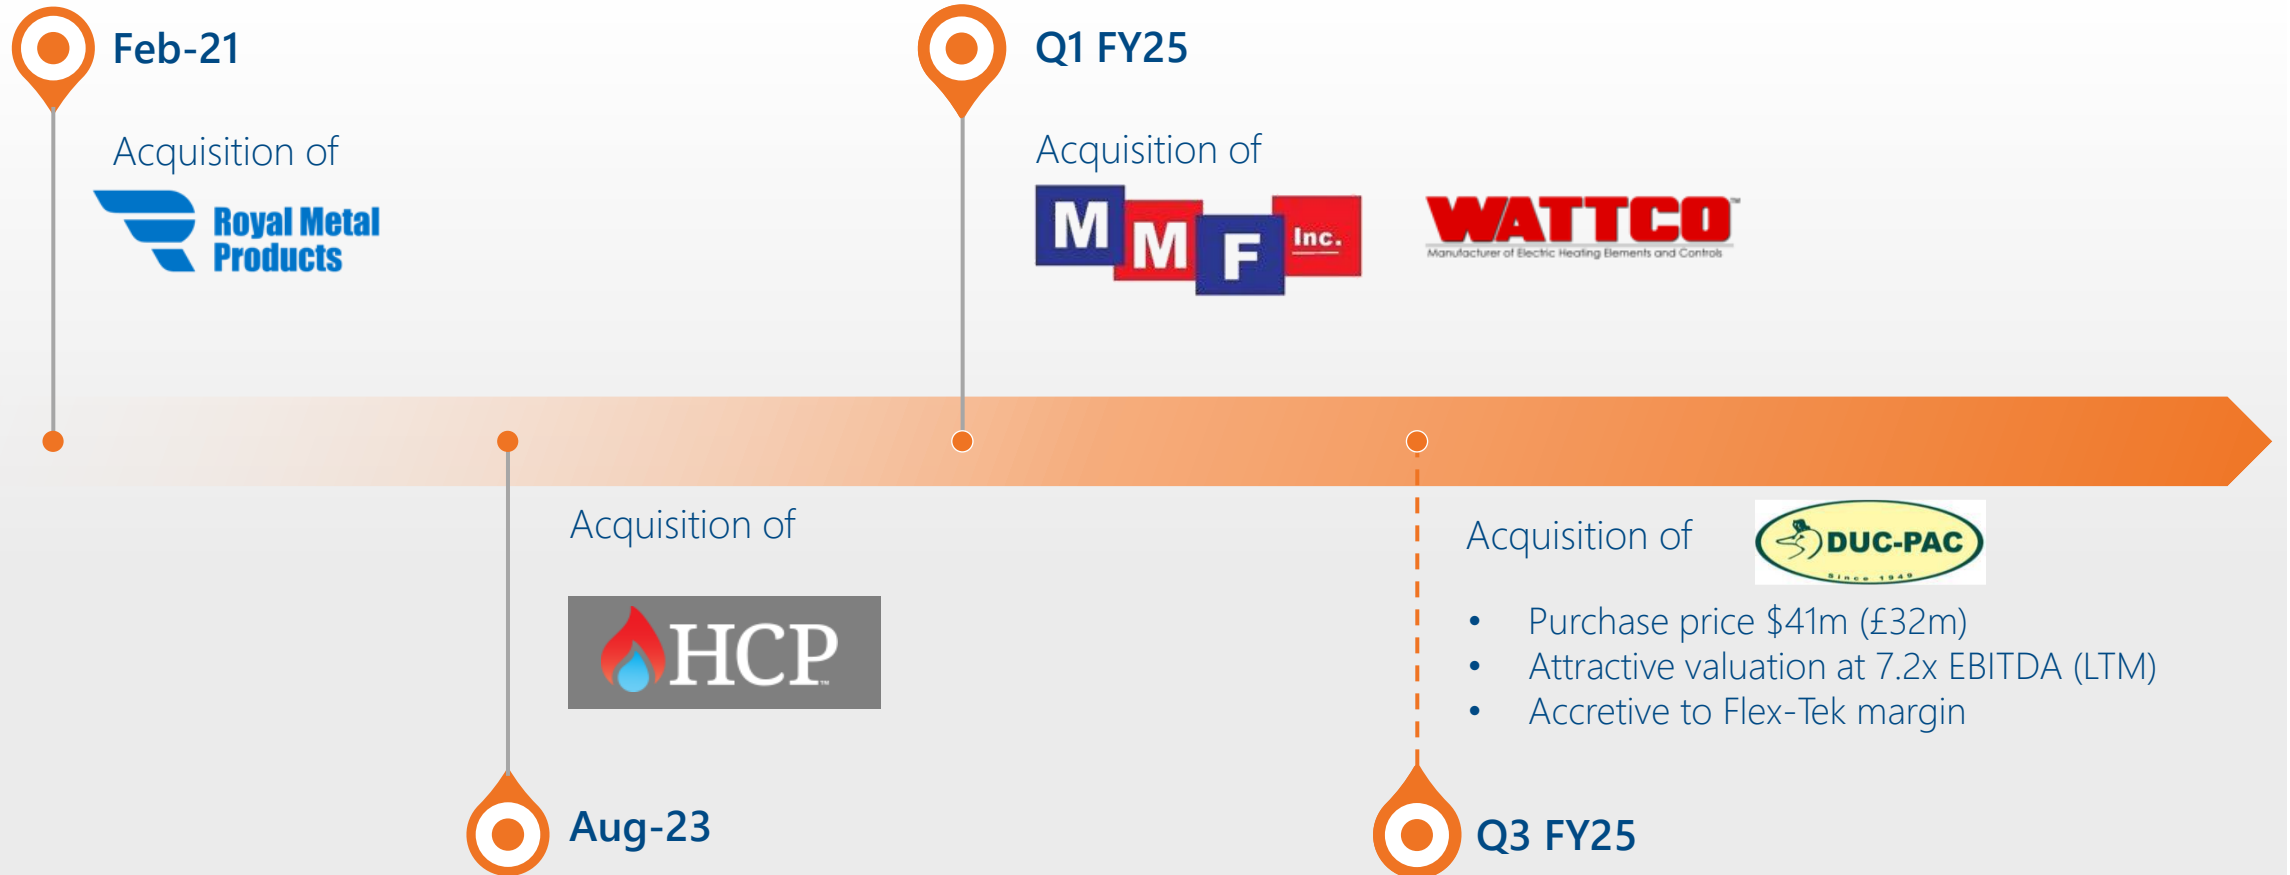 Feb-21
Acquisition of
Royal Metal
Products
Q1 FY25
Acquisition of
M M F Inc.
WATTCO™
Manufacturer of Electric Heating Elements and Controls
Acquisition of
HCP™
Aug-23
Acquisition of
DUC-PAC
Since 1949
• Purchase price $41m (£32m)
• Attractive valuation at 7.2x EBITDA (LTM)
• Accretive to Flex-Tek margin
Q3 FY25